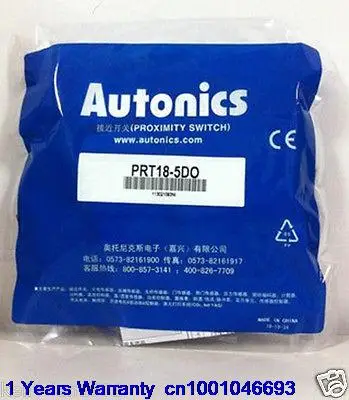 Autonics
接近开关(PROXIMITY SWITCH)
www.autonics.com
CE
PRT18-5DO
奥托尼克斯电子(嘉兴)有限公司
电话: 0573-82161900 传真: 0573-82161917
客服热线: 800-857-3141 : 400-826-7709
MADE IN CHINA
1 Years Warranty cn1001046693